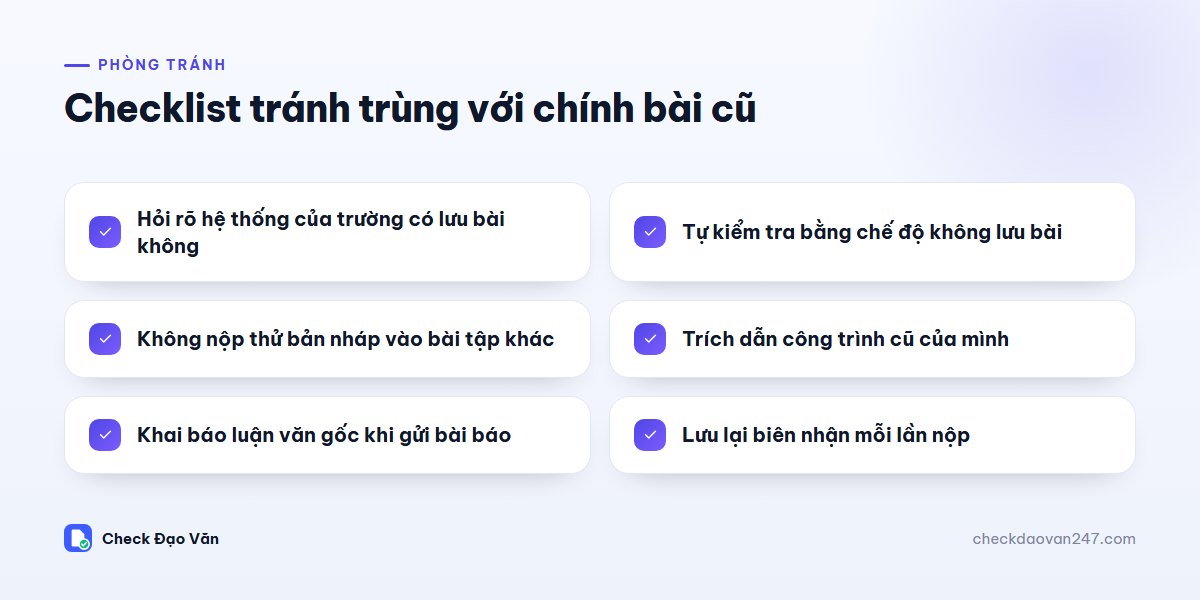 PHÒNG TRÁNH
Checklist tránh trùng với chính bài cũ
Hỏi rõ hệ thống của trường có lưu bài
không
Tự kiểm tra bằng chế độ không lưu bài
Không nộp thử bản nháp vào bài tập khác
Trích dẫn công trình cũ của mình
Khai báo luận văn gốc khi gửi bài báo
Lưu lại biên nhận mỗi lần nộp
Check Đạo Văn
checkdaovan247.com